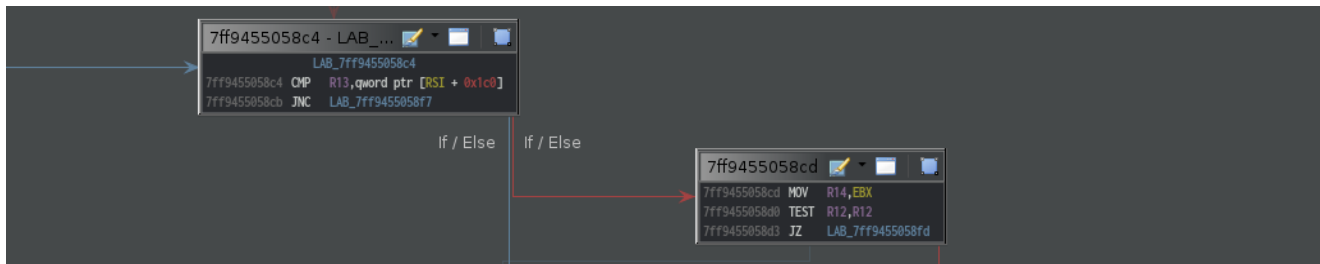 7ff9455058c4 - LAB_...
LAB_7ff9455058c4
7ff9455058c4 CMP R13,qword ptr [RSI + 0x1c0]
7ff9455058cb JNC LAB_7ff9455058f7
If / Else If / Else
7ff9455058cd
7ff9455058cd MOV R14,EBX
7ff9455058d0 TEST R12,R12
7ff9455058d3 JZ LAB_7ff9455058fd